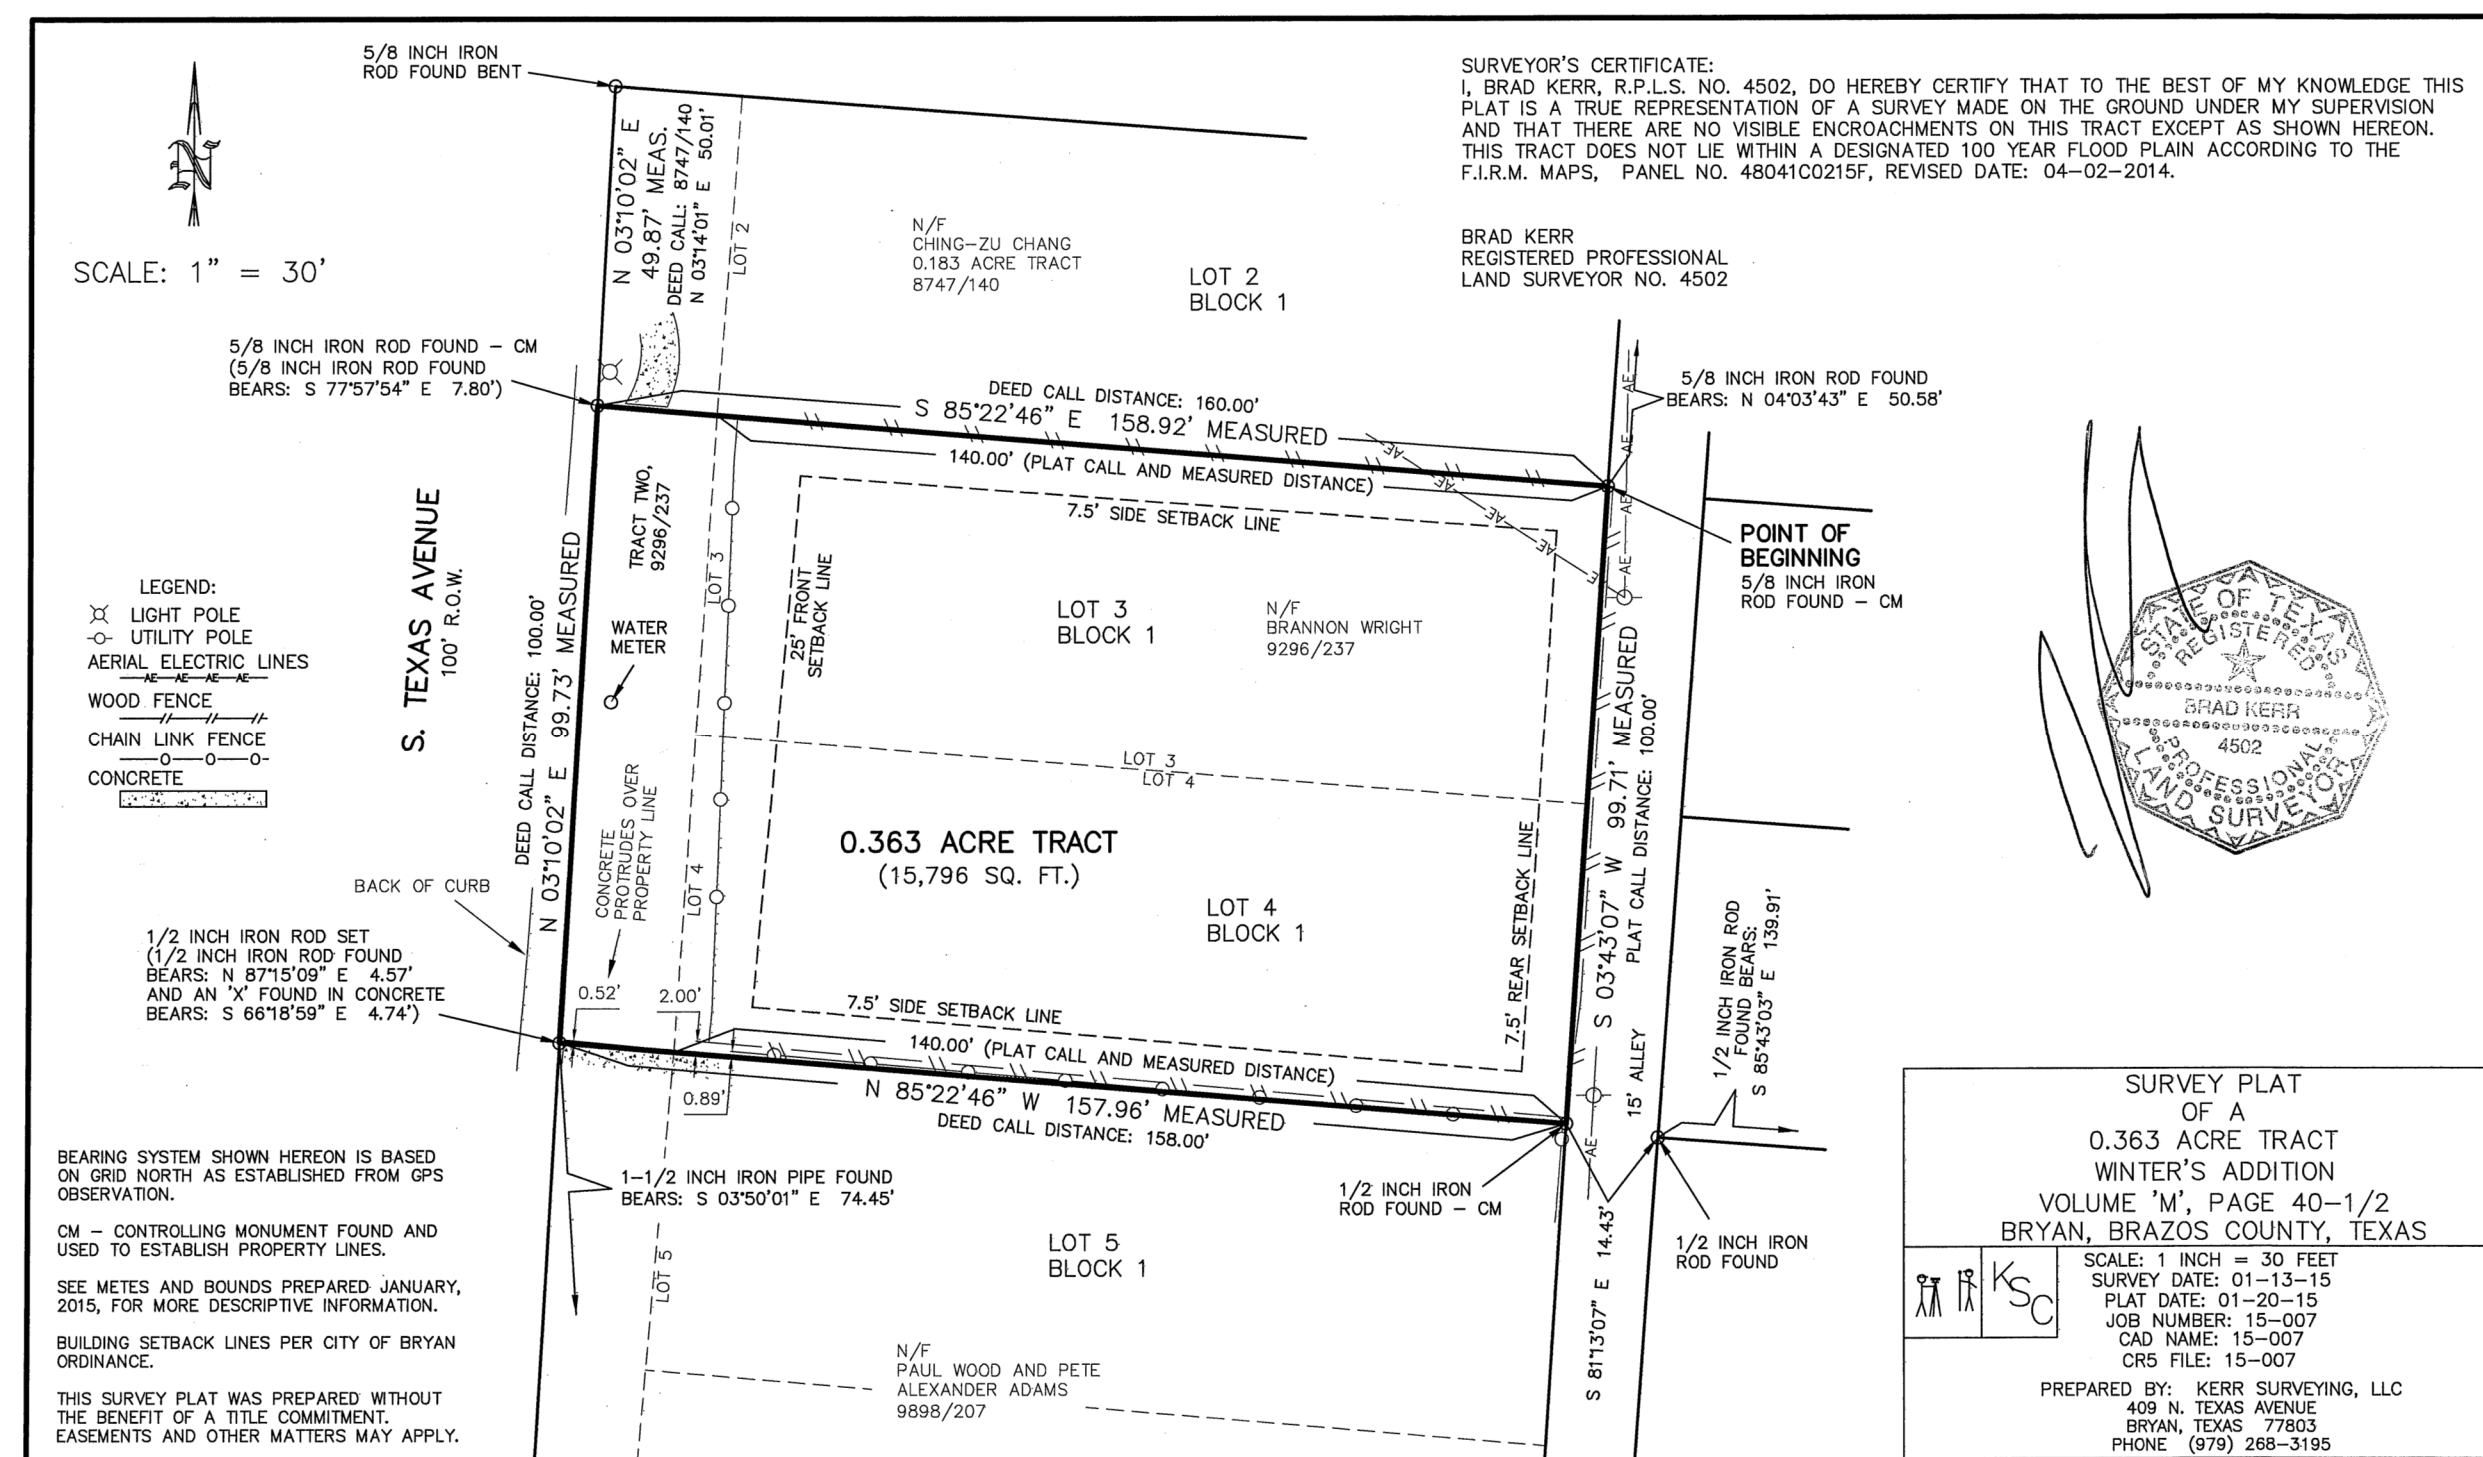 5/8 INCH IRON
ROD FOUND BENT
SURVEYOR'S CERTIFICATE:
I, BRAD KERR, R.P.L.S. NO. 4502, DO HEREBY CERTIFY THAT TO THE BEST OF MY KNOWLEDGE THIS
PLAT IS A TRUE REPRESENTATION OF A SURVEY MADE ON THE GROUND UNDER MY SUPERVISION
AND THAT THERE ARE NO VISIBLE ENCROACHMENTS ON THIS TRACT EXCEPT AS SHOWN HEREON.
THIS TRACT DOES NOT LIE WITHIN A DESIGNATED 100 YEAR FLOOD PLAIN ACCORDING TO THE
F.I.R.M. MAPS, PANEL NO. 48041C0215F, REVISED DATE: 04-02-2014.
BRAD KERR
REGISTERED PROFESSIONAL
LAND SURVEYOR NO. 4502
N
SCALE: 1" = 30'
N 03°10'02" E
49.87' MEAS.
DEED CALL: 8747/140
N 03°14'01" E 50.01'
LOT 2
N/F
CHING-ZU CHANG
0.183 ACRE TRACT
8747/140
LOT 2
BLOCK 1
5/8 INCH IRON ROD FOUND - CM
(5/8 INCH IRON ROD FOUND
BEARS: S 77°57'54" E 7.80')
DEED CALL DISTANCE: 160.00'
S 85°22'46" E 158.92' MEASURED
140.00' (PLAT CALL AND MEASURED DISTANCE)
7.5' SIDE SETBACK LINE
AE
AE
AE
AE
E
AE
AE
AE
AE
AE
5/8 INCH IRON ROD FOUND
BEARS: N 04°03'43" E 50.58'
POINT OF
BEGINNING
5/8 INCH IRON
ROD FOUND - CM
S. TEXAS AVENUE
100' R.O.W.
DEED CALL DISTANCE: 100.00'
N 03°10'02" E 99.73' MEASURED
TRACT TWO,
9296/237
LOT 3
25' FRONT
SETBACK LINE
WATER
METER
LEGEND:
LIGHT POLE
UTILITY POLE
AERIAL ELECTRIC LINES
AE AE AE AE
WOOD FENCE
CHAIN LINK FENCE
CONCRETE
LOT 3
BLOCK 1
N/F
BRANNON WRIGHT
9296/237
LOT 3
LOT 4
S 03°43'07" W 99.71' MEASURED
PLAT CALL DISTANCE: 100.00'
15' ALLEY
STATE OF TEXAS
REGISTERED
BRAD KERR
4502
PROFESSIONAL
LAND SURVEYOR
0.363 ACRE TRACT
(15,796 SQ. FT.)
CONCRETE
PROTRUDES OVER
PROPERTY LINE
LOT 4
LOT 4
BLOCK 1
7.5' REAR SETBACK LINE
BACK OF CURB
1/2 INCH IRON ROD SET
(1/2 INCH IRON ROD FOUND
BEARS: N 87°15'09" E 4.57'
AND AN 'X' FOUND IN CONCRETE
BEARS: S 66°18'59" E 4.74')
0.52'
2.00'
7.5' SIDE SETBACK LINE
140.00' (PLAT CALL AND MEASURED DISTANCE)
0.89'
N 85°22'46" W 157.96' MEASURED
DEED CALL DISTANCE: 158.00'
AE
1/2 INCH IRON ROD
FOUND BEARS:
S 85°43'03" E 139.91'
1-1/2 INCH IRON PIPE FOUND
BEARS: S 03°50'01" E 74.45'
1/2 INCH IRON
ROD FOUND - CM
S 81°13'07" E 14.43'
1/2 INCH IRON
ROD FOUND
LOT 5
LOT 5
BLOCK 1
N/F
PAUL WOOD AND PETE
ALEXANDER ADAMS
9898/207
BEARING SYSTEM SHOWN HEREON IS BASED
ON GRID NORTH AS ESTABLISHED FROM GPS
OBSERVATION.
CM - CONTROLLING MONUMENT FOUND AND
USED TO ESTABLISH PROPERTY LINES.
SEE METES AND BOUNDS PREPARED JANUARY,
2015, FOR MORE DESCRIPTIVE INFORMATION.
BUILDING SETBACK LINES PER CITY OF BRYAN
ORDINANCE.
THIS SURVEY PLAT WAS PREPARED WITHOUT
THE BENEFIT OF A TITLE COMMITMENT.
EASEMENTS AND OTHER MATTERS MAY APPLY.
SURVEY PLAT
OF A
0.363 ACRE TRACT
WINTER'S ADDITION
VOLUME 'M', PAGE 40-1/2
BRYAN, BRAZOS COUNTY, TEXAS
KSC
SCALE: 1 INCH = 30 FEET
SURVEY DATE: 01-13-15
PLAT DATE: 01-20-15
JOB NUMBER: 15-007
CAD NAME: 15-007
CR5 FILE: 15-007
PREPARED BY: KERR SURVEYING, LLC
409 N. TEXAS AVENUE
BRYAN, TEXAS 77803
PHONE (979) 268-3195